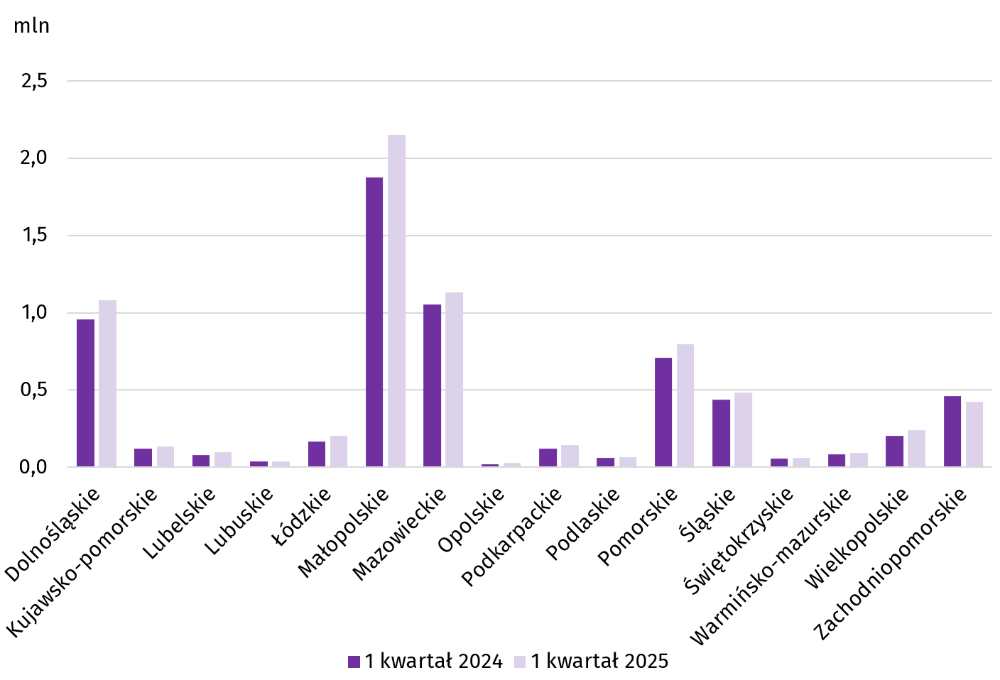 mln
2,5
2,0
1,5
1,0
0,5
0,0
Dolnośląskie
Kujawsko-pomorskie
Lubelskie
Lubuskie
Łódzkie
Małopolskie
Mazowieckie
Opolskie
Podkarpackie
Podlaskie
Pomorskie
Śląskie
Świętokrzyskie
Warmińsko-mazurskie
Wielkopolskie
Zachodniopomorskie
1 kwartał 2024 1 kwartał 2025